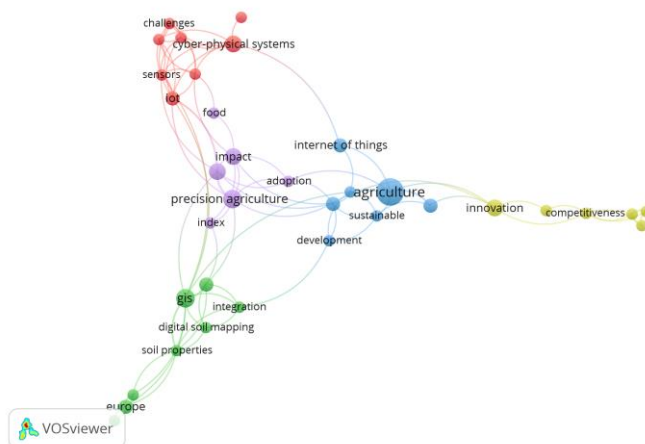 challenges
cyber-physical systems
sensors
iot
food
internet of things
impact
adoption
agriculture
precision agriculture
innovation
competitiveness
sustainable
index
development
gis
integration
digital soil mapping
soil properties
europe
VOSviewer